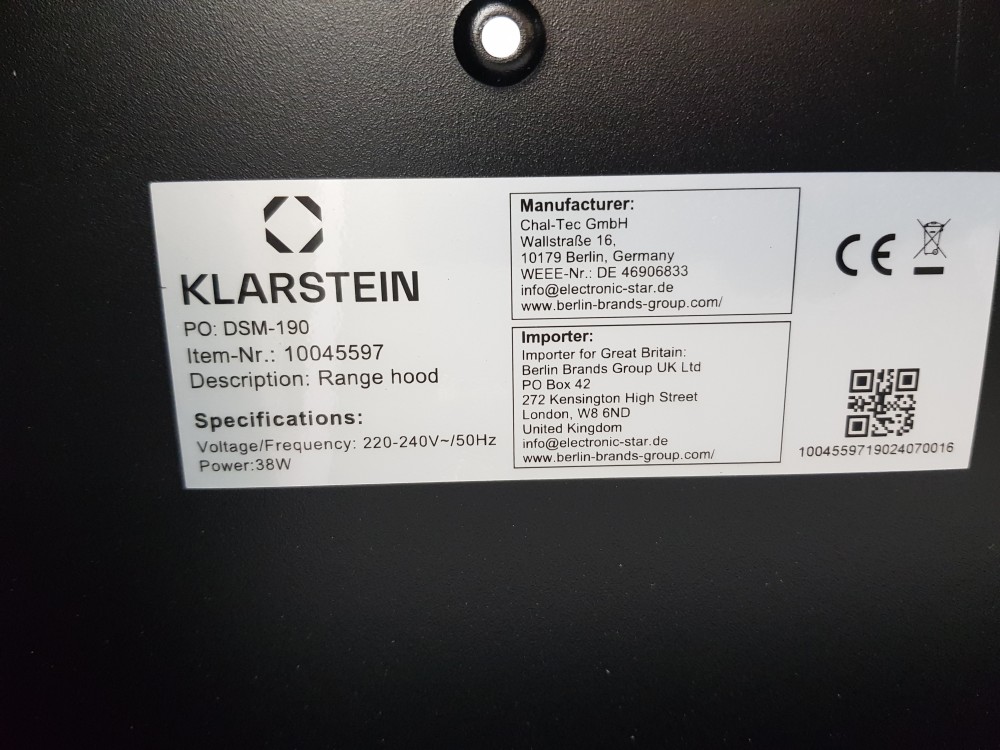 KLARSTEIN
PO: DSM-190
Item-Nr.: 10045597
Description: Range hood
Specifications:
Voltage/Frequency: 220-240V~/50Hz
Power:38W
Manufacturer:
Chal-Tec GmbH
Wallstraße 16,
10179 Berlin, Germany
WEEE-Nr.: DE 46906833
info@electronic-star.de
www.berlin-brands-group.com/
Importer:
Importer for Great Britain:
Berlin Brands Group UK Ltd
PO Box 42
272 Kensington High Street
London, W8 6ND
United Kingdom
info@electronic-star.de
www.berlin-brands-group.com/
CE
1004559719024070016